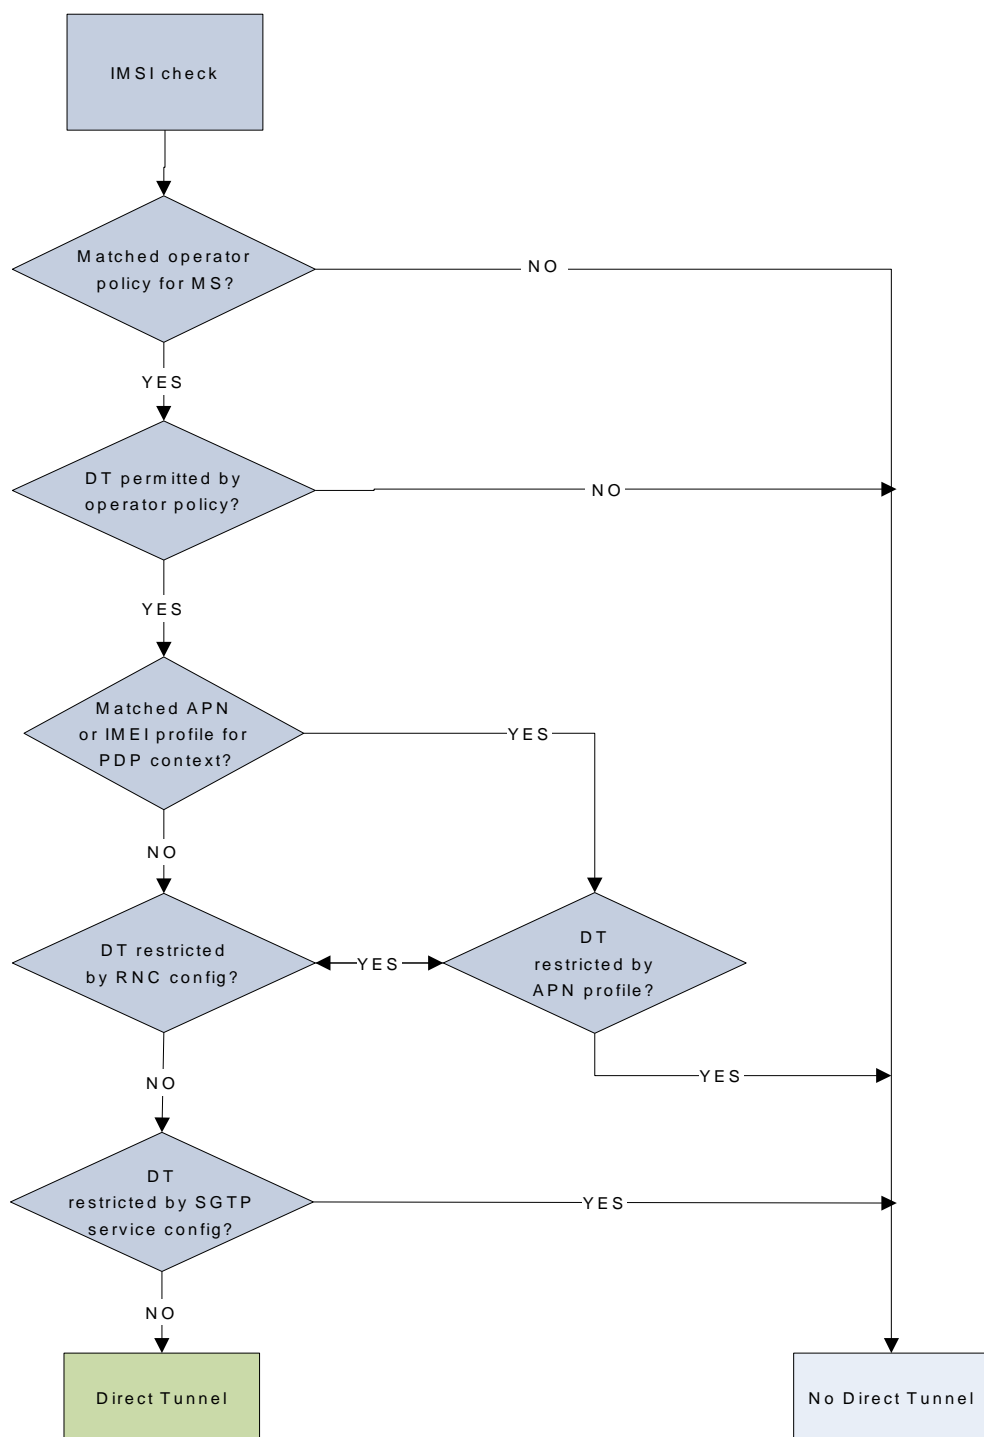 IMSI check
Matched operator
policy for MS?
NO
YES
DT permitted by
operator policy?
NO
YES
Matched APN
or IMEI profile for
PDP context?
YES
NO
DT restricted
by RNC config?
YES
DT
restricted by
APN profile?
NO
YES
DT
restricted by SGTP
service config?
YES
NO
Direct Tunnel
No Direct Tunnel